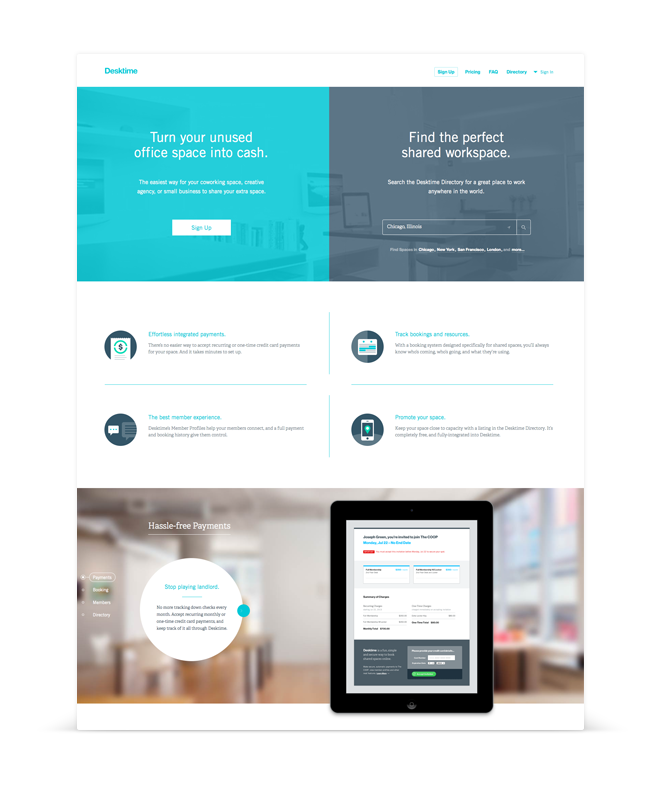 Desktime
Sign Up
Pricing
FAQ
Directory
Sign in
Turn your unused
office space into cash.
The easiest way for your coworking space, creative
agency, or small business to share your extra space.
Sign Up
Find the perfect
shared workspace.
Search the Desktime Directory for a great place to work
anywhere in the world.
Chicago, Illinois
Find Spaces in Chicago, New York, San Francisco, London, and more...
Effortless integrated payments.
There's no easier way to accept recurring or one-time credit card payments
for your space. And it takes minutes to set up.
Track bookings and resources.
With a booking system designed specifically for shared spaces, you'll always
know who's coming, who's going, and what they're using.
The best member experience.
Desktime's Member Profiles help your members connect, and a full payment
and booking history give them control.
Promote your space.
Keep your space close to capacity with a listing in the Desktime Directory. It's
completely free, and fully-integrated into Desktime.
Hassle-free Payments
Payments
Booking
Members
Directory
Stop playing landlord.
No more tracking down checks every
month. Accept recurring monthly or
one-time credit card payments, and
keep track of it all through Desktime.
Joseph Green, you're invited to join The COOP
Monday, Jul 23 – No End Date
Summary of Charges